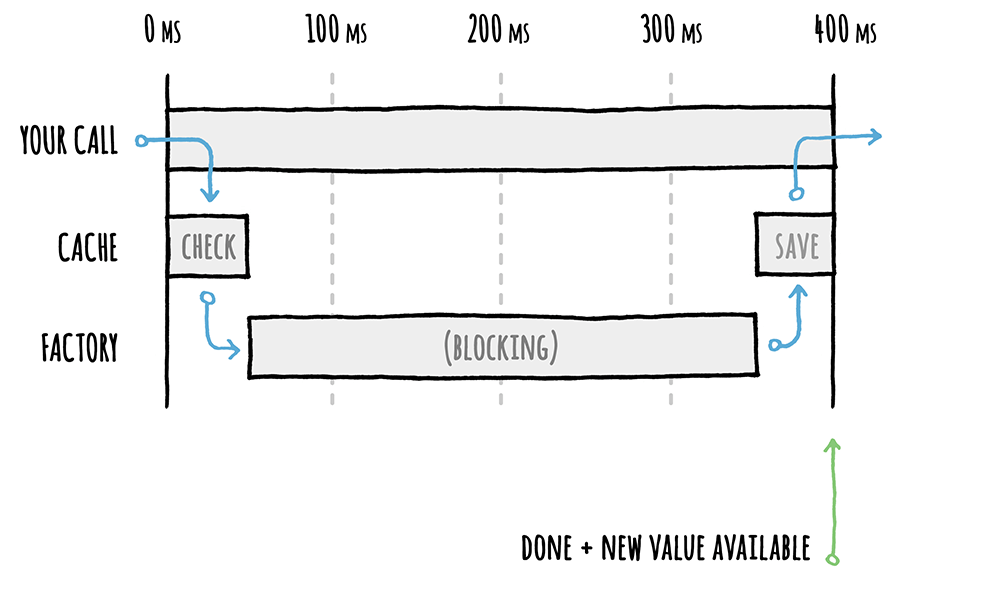 0 MS 100 MS 200 MS 300 MS 400 MS
YOUR CALL
CACHE CHECK SAVE
FACTORY (BLOCKING)
DONE + NEW VALUE AVAILABLE